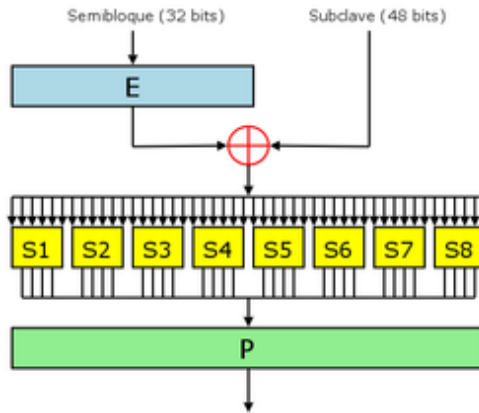 Semibloque (32 bits) Subclave (48 bits)
E
S1 S2 S3 S4 S5 S6 S7 S8
P